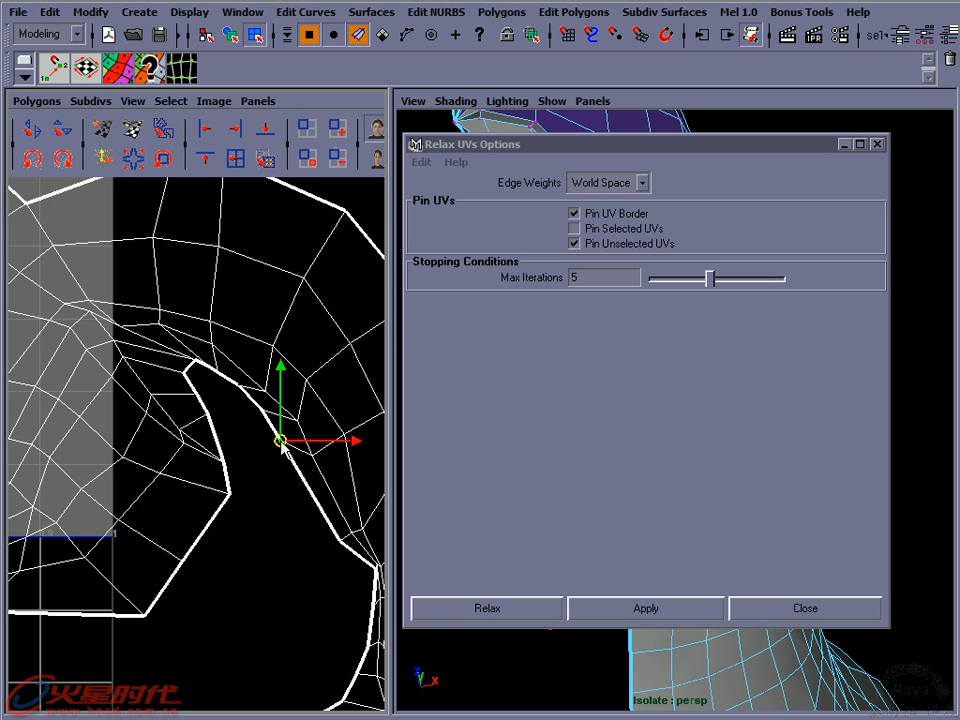 File Edit Modify Create Display Window Edit Curves Surfaces Edit NURBS Polygons Edit Polygons Subdiv Surfaces Mel 1.0 Bonus Tools Help
Modeling
sel
Polygons Subdivs View Select Image Panels
View Shading Lighting Show Panels
Relax UVs Options
Edit Help
Edge Weights World Space
Pin UVs
Pin UV Border
Pin Selected UVs
Pin Unselected UVs
Stopping Conditions
Max Iterations 5
Relax Apply Close
1
火星时代
Isolate : persp